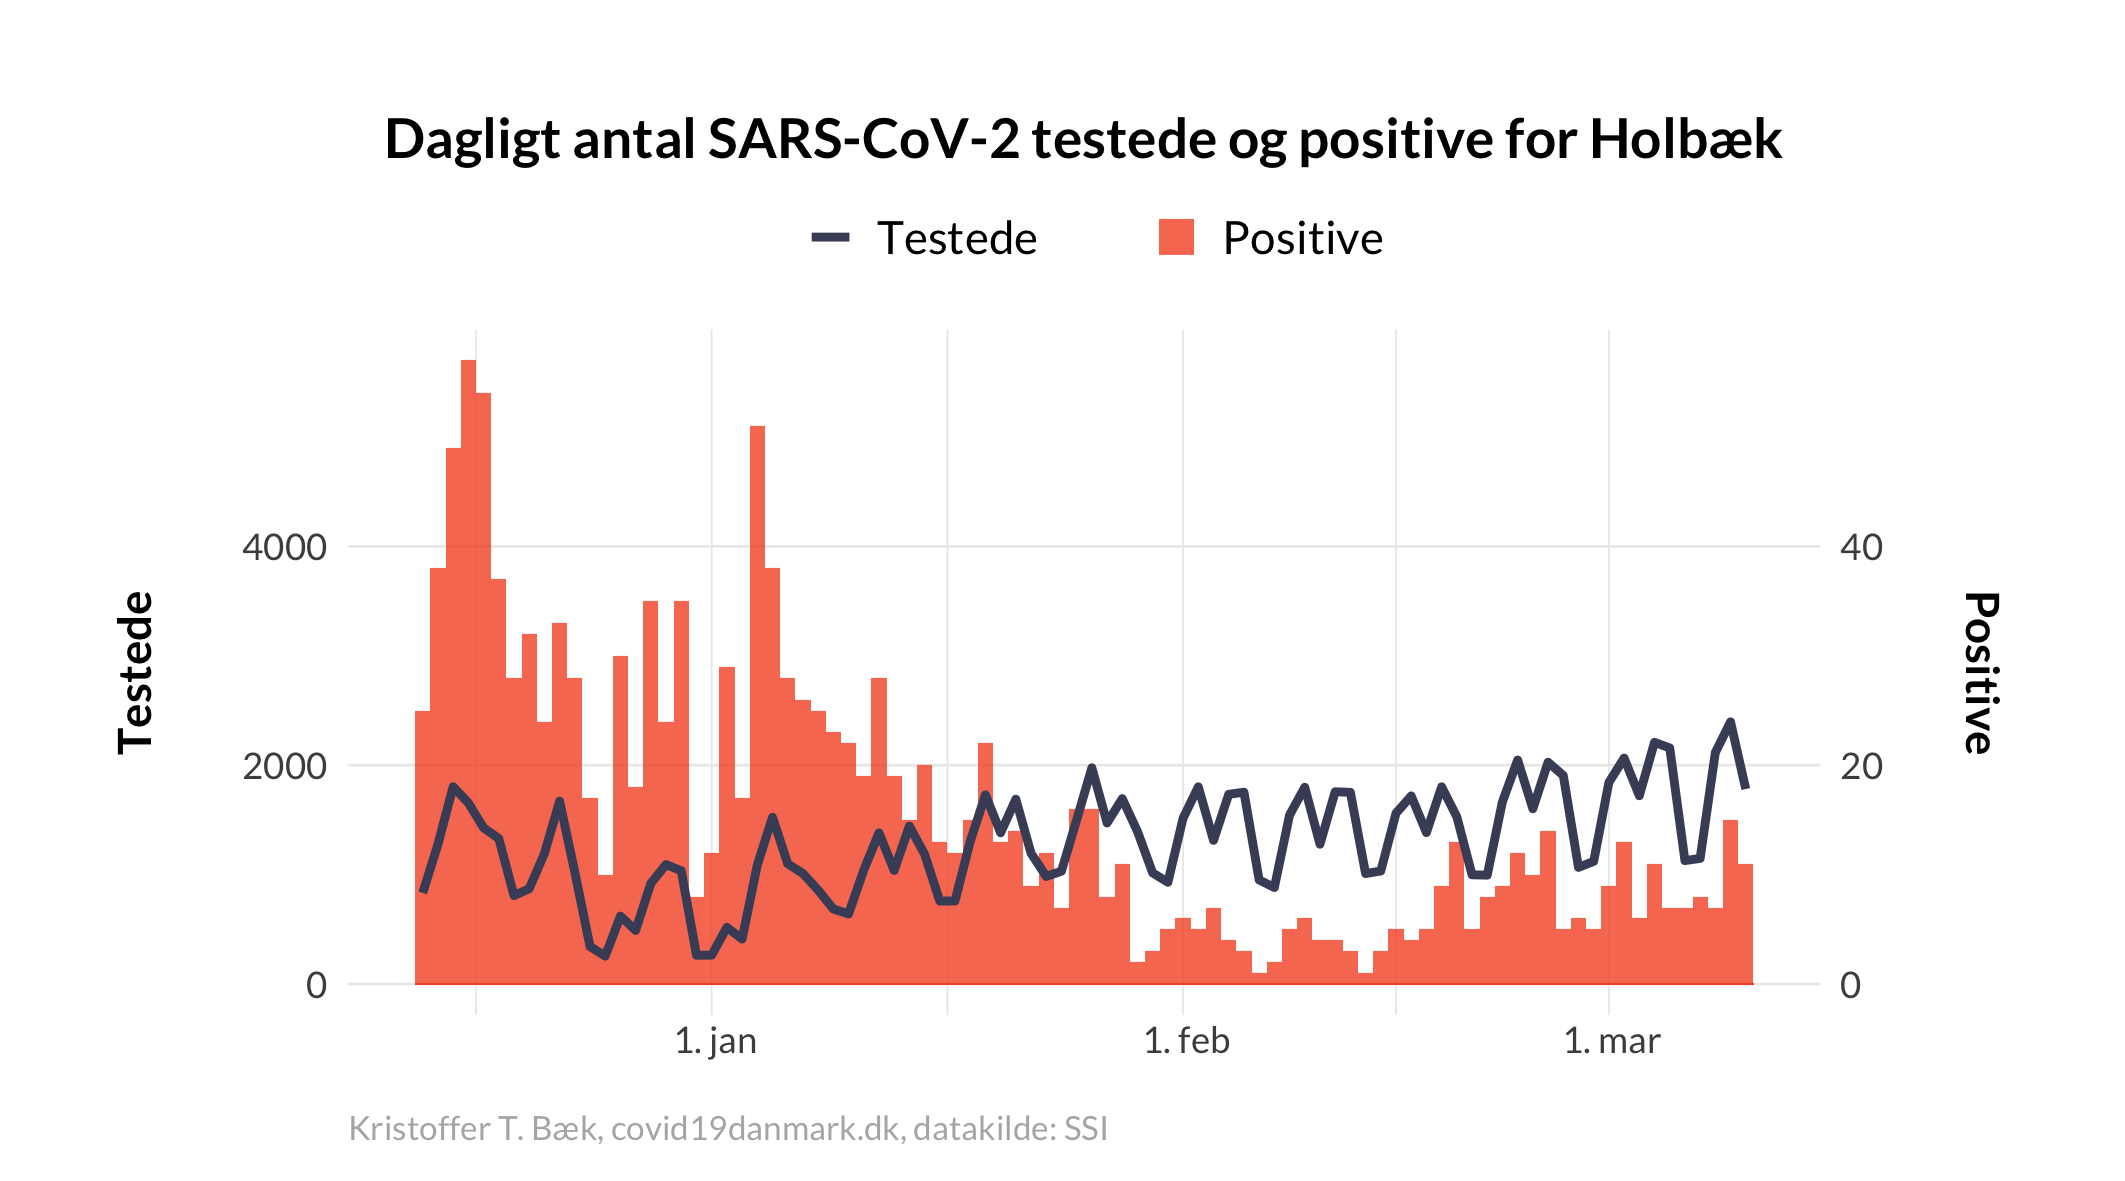 Dagligt antal SARS-CoV-2 testede og positive for Holbæk
Testede Positive
4000 40
2000 20
0 0
Testede
Positive
1. jan 1. feb 1. mar
Kristoffer T. Bæk, covid19danmark.dk, datakilde: SSI